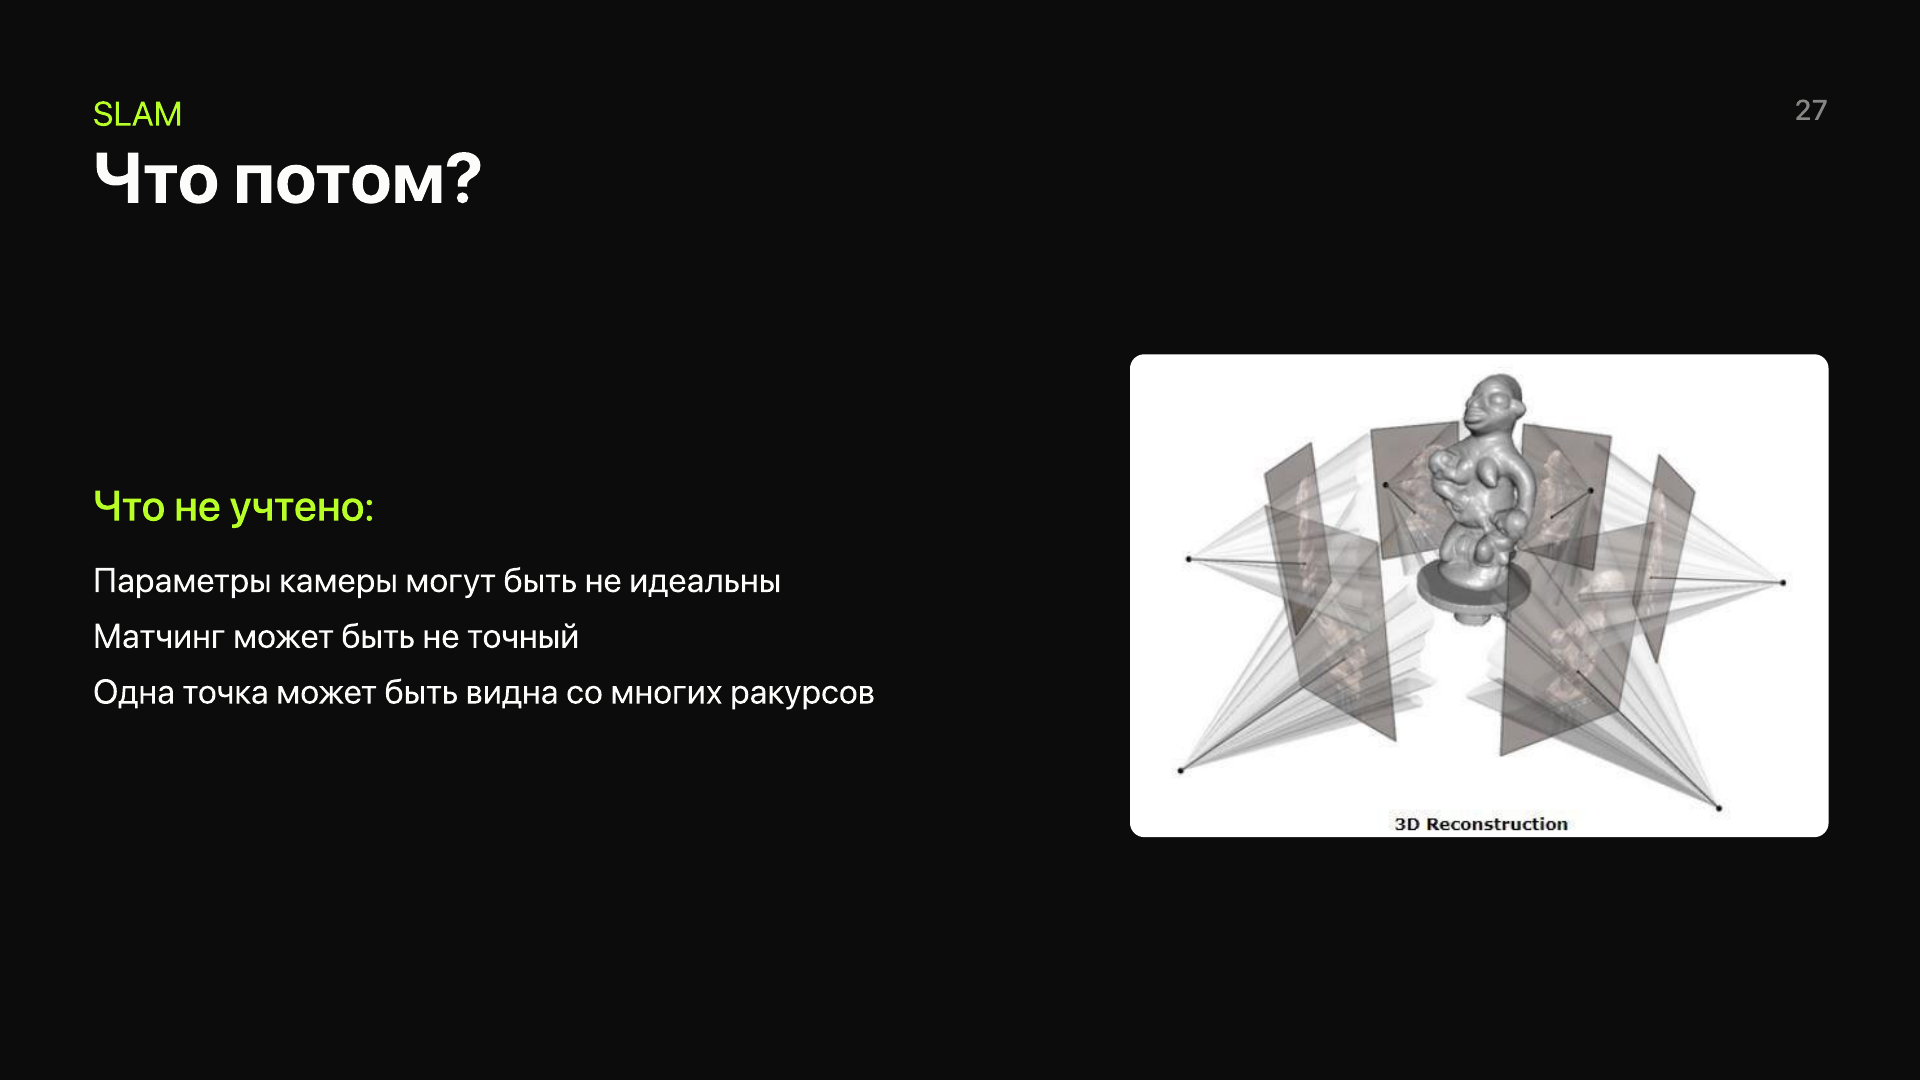 SLAM
27
Что потом?
Что не учтено:
Параметры камеры могут быть не идеальны
Матчинг может быть не точный
Одна точка может быть видна со многих ракурсов
3D Reconstruction